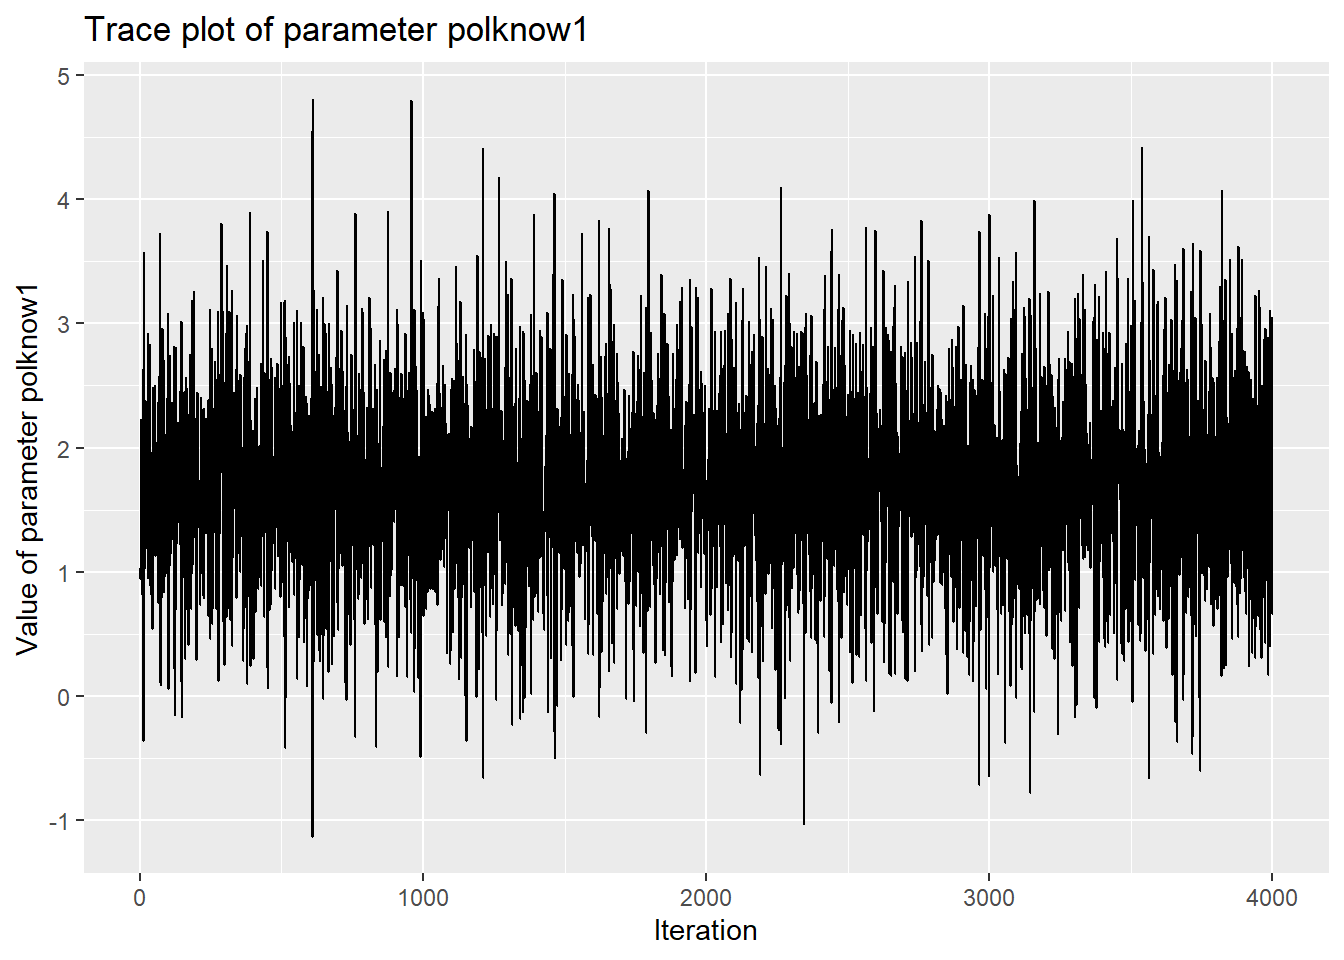 Trace plot of parameter polknow1
Value of parameter polknow1
5
4
3
2
1
0
-1
0 1000 2000 3000 4000
Iteration